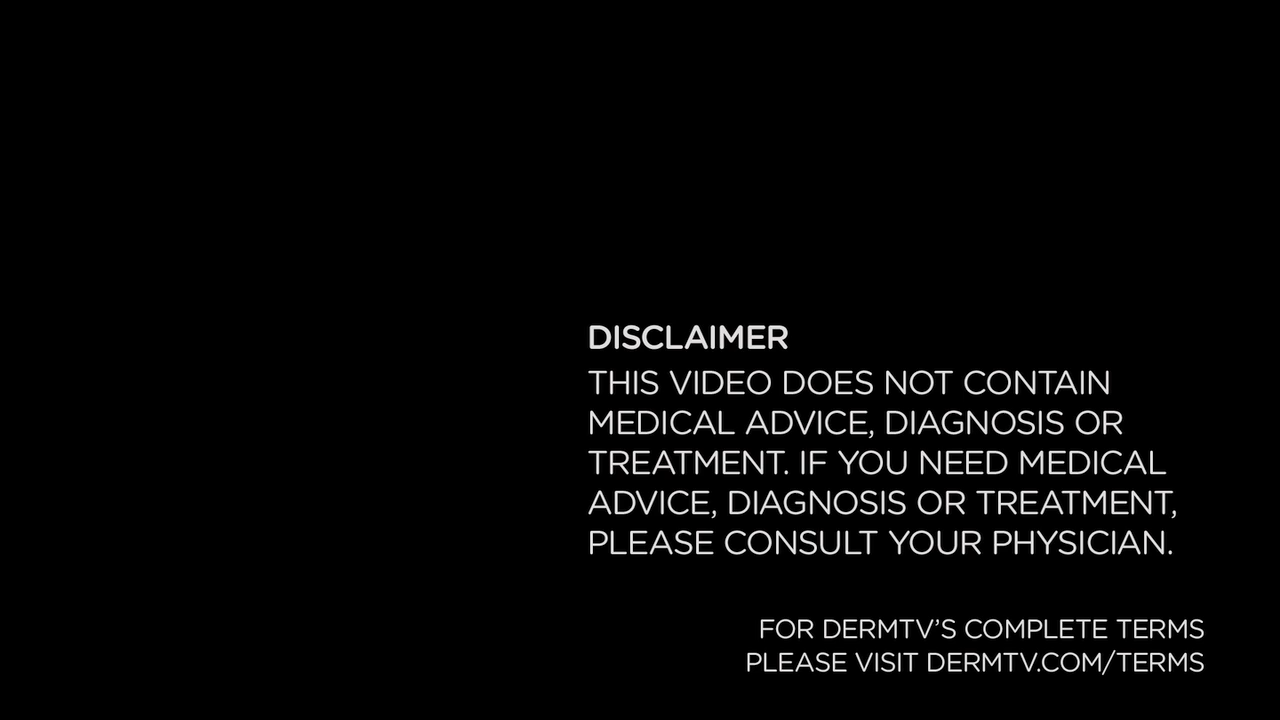 DISCLAIMER
THIS VIDEO DOES NOT CONTAIN
MEDICAL ADVICE, DIAGNOSIS OR
TREATMENT. IF YOU NEED MEDICAL
ADVICE, DIAGNOSIS OR TREATMENT,
PLEASE CONSULT YOUR PHYSICIAN.
FOR DERMTV’S COMPLETE TERMS
PLEASE VISIT DERMTV.COM/TERMS